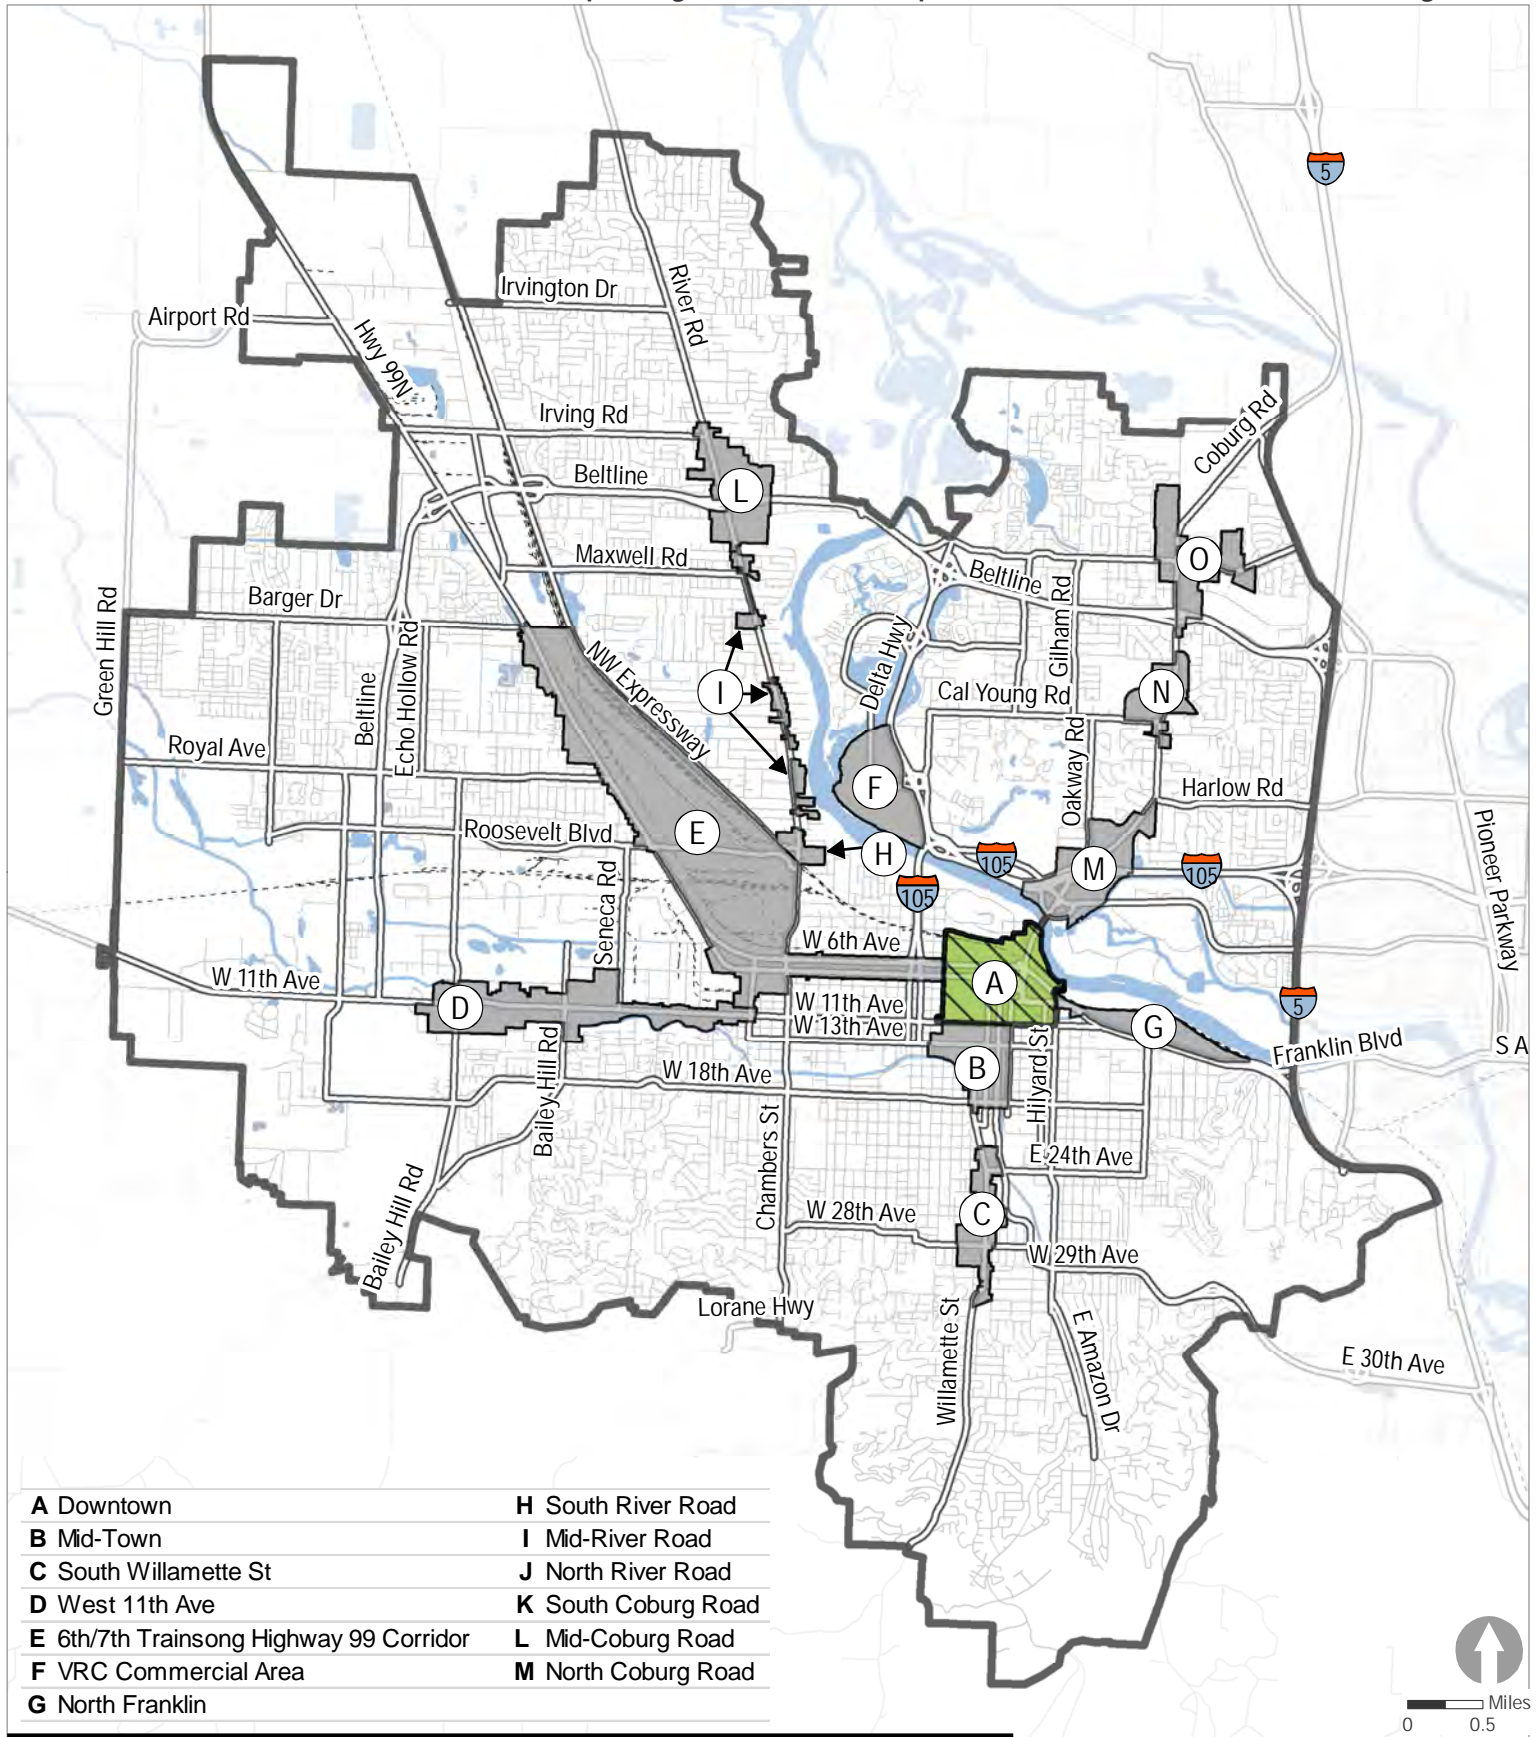 5
Irvington Dr
River Rd
Airport Rd
Hwy 99N
Irving Rd
Coburg Rd
Beltline
L
Maxwell Rd
O
Beltline
Barger Dr
Green Hill Rd
Echo Hollow Rd
Beltline
NW Expressway
I
Delta Hwy
Gilham Rd
Cal Young Rd
N
Royal Ave
F
Oakway Rd
Harlow Rd
Roosevelt Blvd
E
H
105
M
105
105
Pioneer Parkway
Seneca Rd
W 6th Ave
W 11th Ave
D
A
5
W 11th Ave
W 13th Ave
G
Franklin Blvd
S A
Bailey Hill Rd
W 18th Ave
B
Hilyard St
Chambers St
E 24th Ave
Bailey Hill Rd
W 28th Ave
C
W 29th Ave
Lorane Hwy
Willamette St
E Amazon Dr
E 30th Ave
A Downtown
B Mid-Town
C South Willamette St
D West 11th Ave
E 6th/7th Trainsong Highway 99 Corridor
F VRC Commercial Area
G North Franklin
H South River Road
I Mid-River Road
J North River Road
K South Coburg Road
L Mid-Coburg Road
M North Coburg Road
Miles
0 0.5